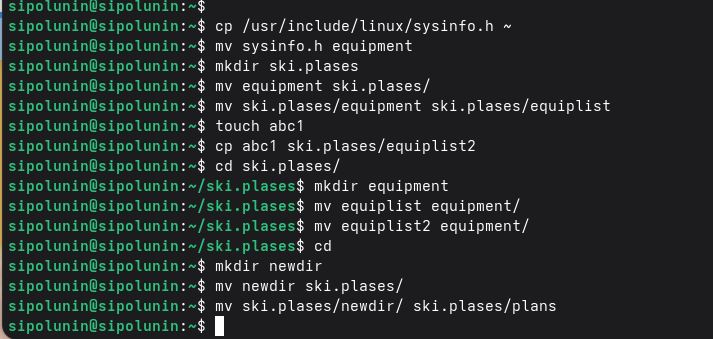 sipolunin@sipolunin:~$
sipolunin@sipolunin:~$ cp /usr/include/linux/sysinfo.h ~
sipolunin@sipolunin:~$ mv sysinfo.h equipment
sipolunin@sipolunin:~$ mkdir ski.plases
sipolunin@sipolunin:~$ mv equipment ski.plases/
sipolunin@sipolunin:~$ mv ski.plases/equipment ski.plases/equiplist
sipolunin@sipolunin:~$ touch abc1
sipolunin@sipolunin:~$ cp abc1 ski.plases/equiplist2
sipolunin@sipolunin:~$ cd ski.plases/
sipolunin@sipolunin:~/ski.plases$ mkdir equipment
sipolunin@sipolunin:~/ski.plases$ mv equiplist equipment/
sipolunin@sipolunin:~/ski.plases$ mv equiplist2 equipment/
sipolunin@sipolunin:~/ski.plases$ cd
sipolunin@sipolunin:~$ mkdir newdir
sipolunin@sipolunin:~$ mv newdir ski.plases/
sipolunin@sipolunin:~$ mv ski.plases/newdir/ ski.plases/plans
sipolunin@sipolunin:~$